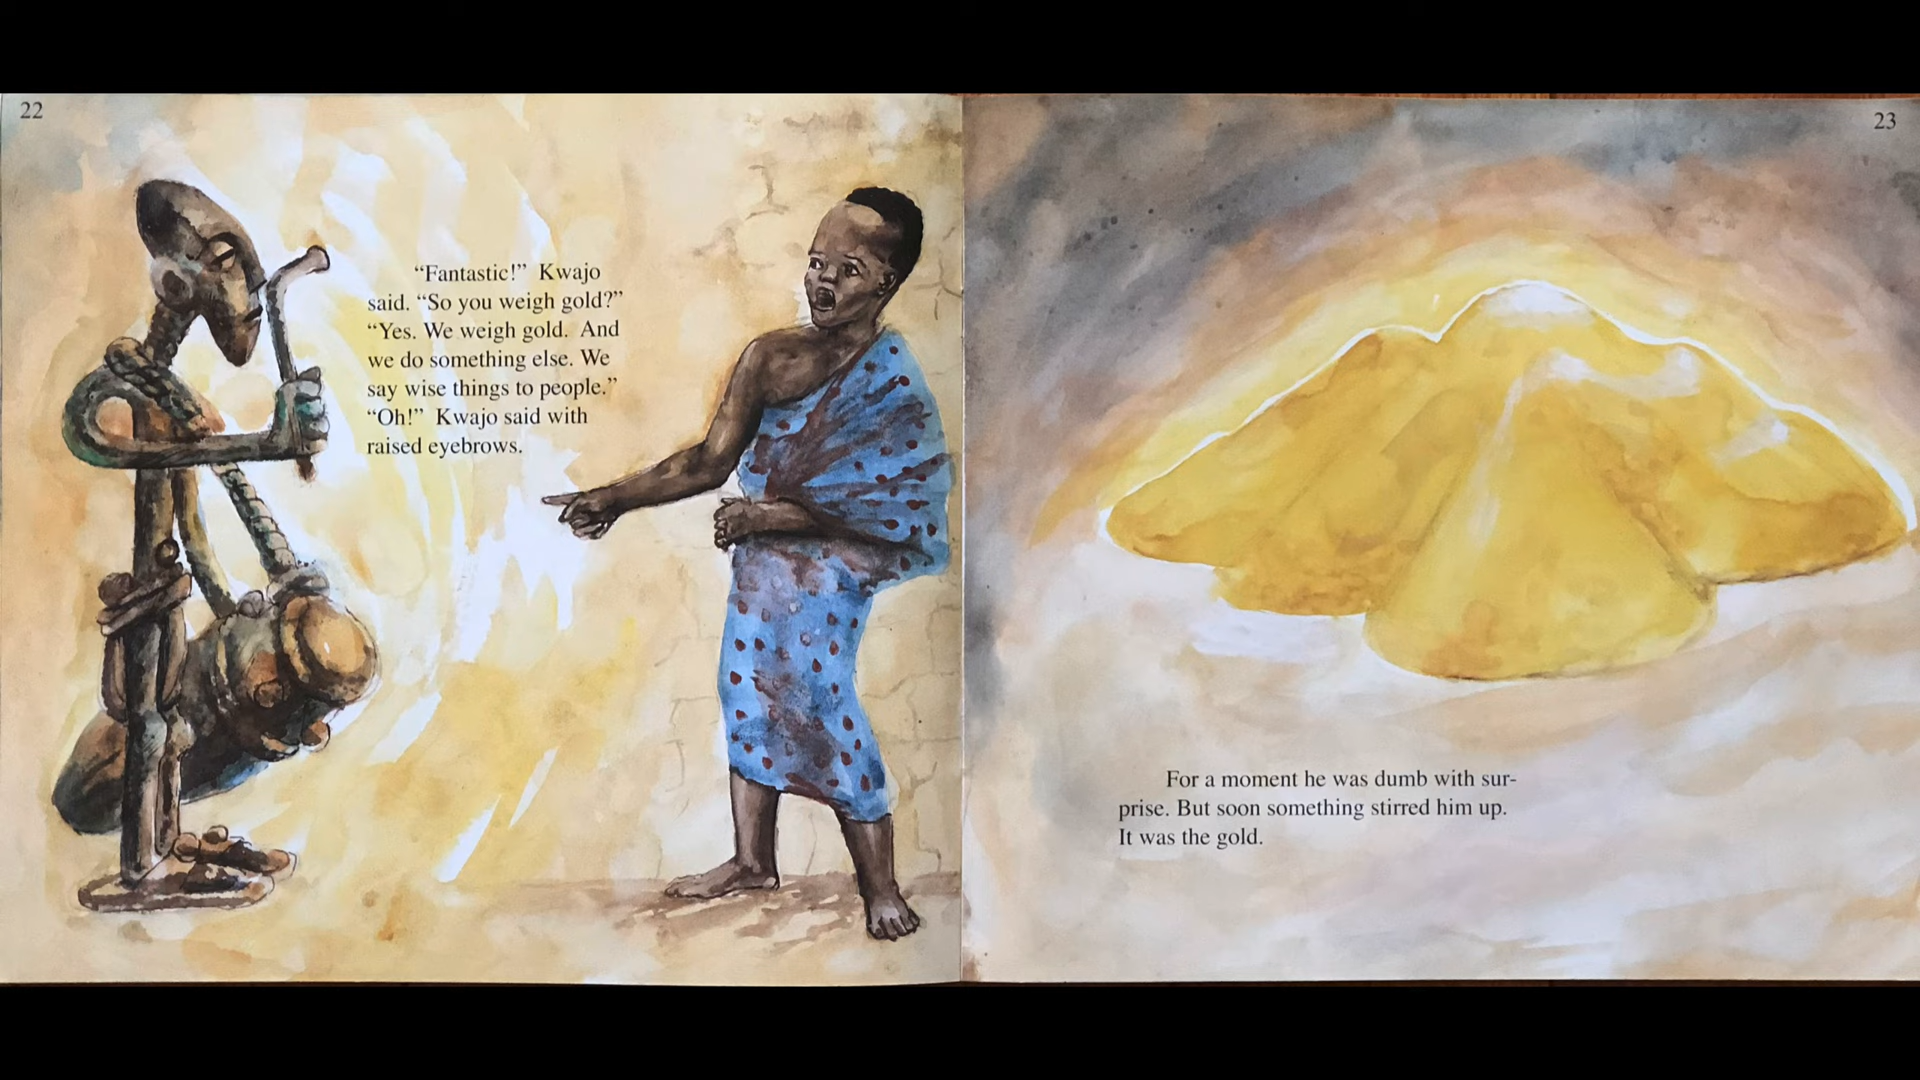 22
“Fantastic!” Kwajo
said. “So you weigh gold?”
“Yes. We weigh gold. And
we do something else. We
say wise things to people.”
“Oh!” Kwajo said with
raised eyebrows.
23
For a moment he was dumb with sur-
prise. But soon something stirred him up.
It was the gold.